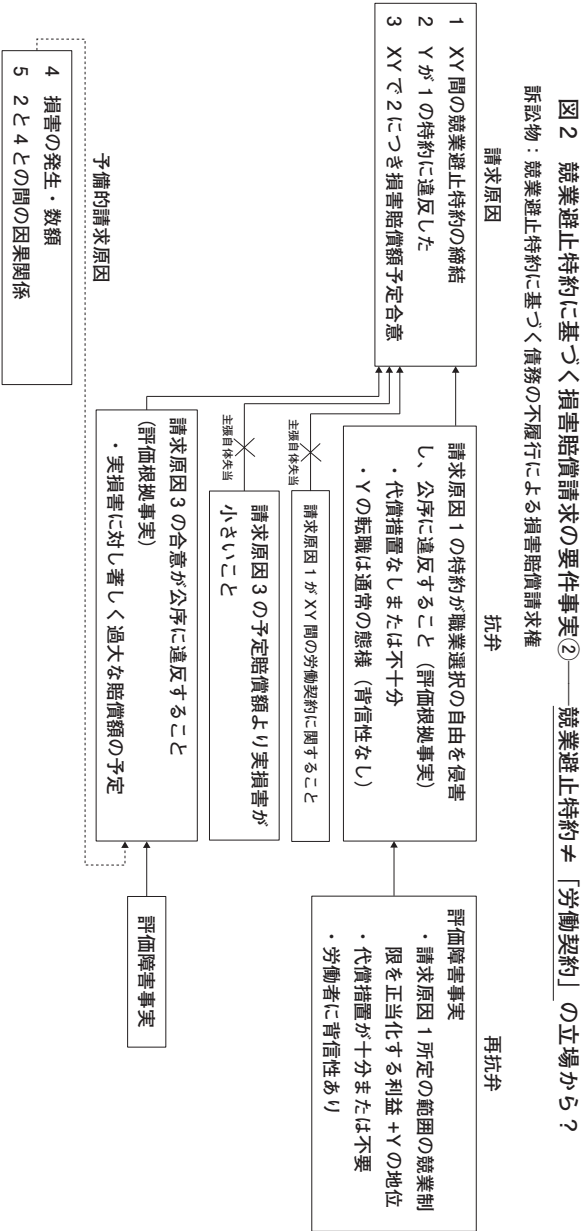 図2 競業避止特約に基づく損害賠償請求の要件事実②――競業避止特約≠「労働契約」の立場から?
訴訟物:競業避止特約に基づく債務の不履行による損害賠償請求権
請求原因
1 XY間の競業避止特約の締結
2 Yが1の特約に違反した
3 XYで2につき損害賠償額予定合意
抗弁
請求原因1の特約が職業選択の自由を侵害
し、公序に違反すること(評価根拠事実)
・代償措置なしまたは不十分
・Yの転職は通常の態様(背信性なし)
再抗弁
評価障害事実
・請求原因1所定の範囲の競業制
限を正当化する利益+Yの地位
・代償措置が十分または不要
・労働者に背信性あり
主張自体失当
請求原因1がXY間の労働契約に関すること
主張自体失当
請求原因3の予定賠償額より実損害が
小さいこと
請求原因3の合意が公序に違反すること
(評価根拠事実)
・実損害に対し著しく過大な賠償額の予定
評価障害事実
予備的請求原因
4 損害の発生・数額
5 2と4との間の因果関係